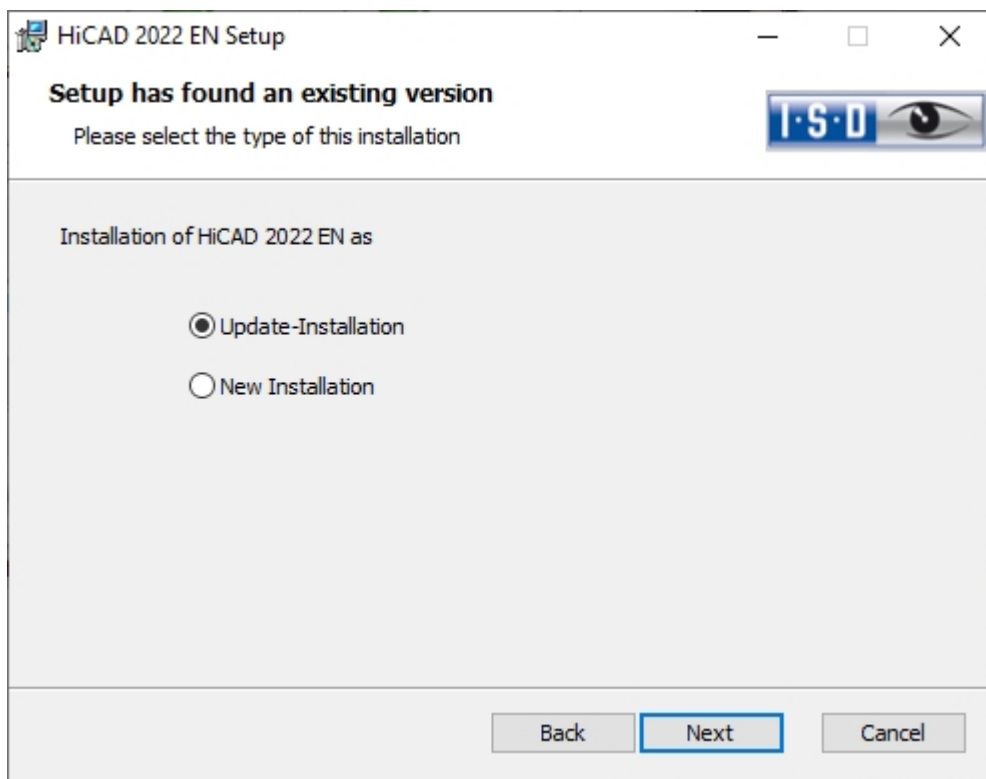 HiCAD 2022 EN Setup
Setup has found an existing version
Please select the type of this installation
I·S·D
Installation of HiCAD 2022 EN as
Update-Installation
New Installation
Back
Next
Cancel